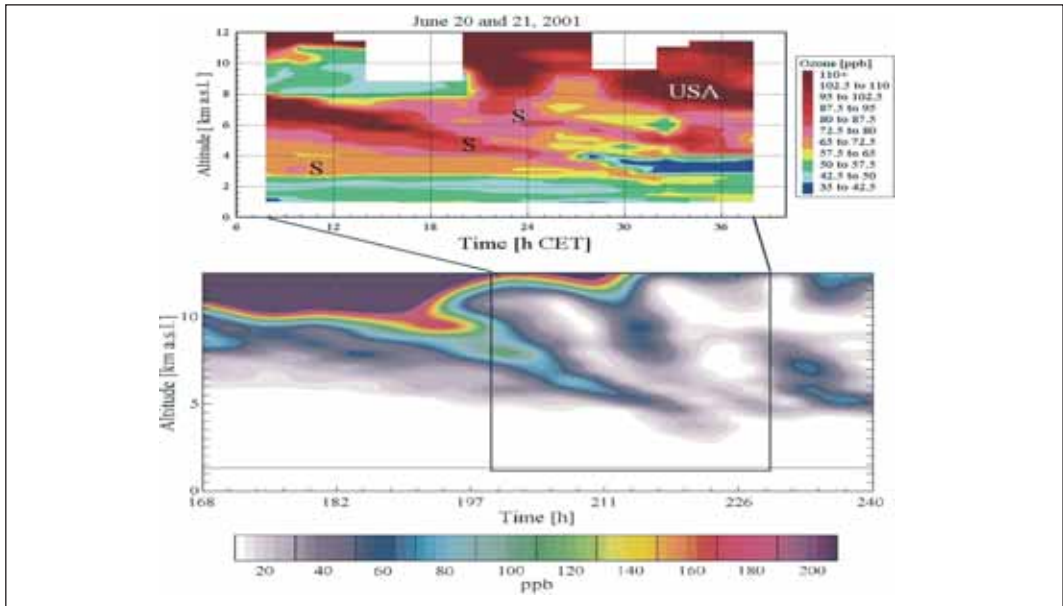 June 20 and 21, 2001
12
10
8
6
4
2
0
Altitude [ km a.s.l. ]
S
S
S
USA
6
12
18
24
30
36
Time [h CET]
Ozone [ppb]
110+
102.5 to 110
95 to 102.5
87.5 to 95
80 to 87.5
72.5 to 80
65 to 72.5
57.5 to 65
50 to 57.5
42.5 to 50
35 to 42.5
10
5
0
Altitude [km a.s.l.]
168
182
197
211
226
240
Time [h]
20
40
60
80
100
120
140
160
180
200
ppb